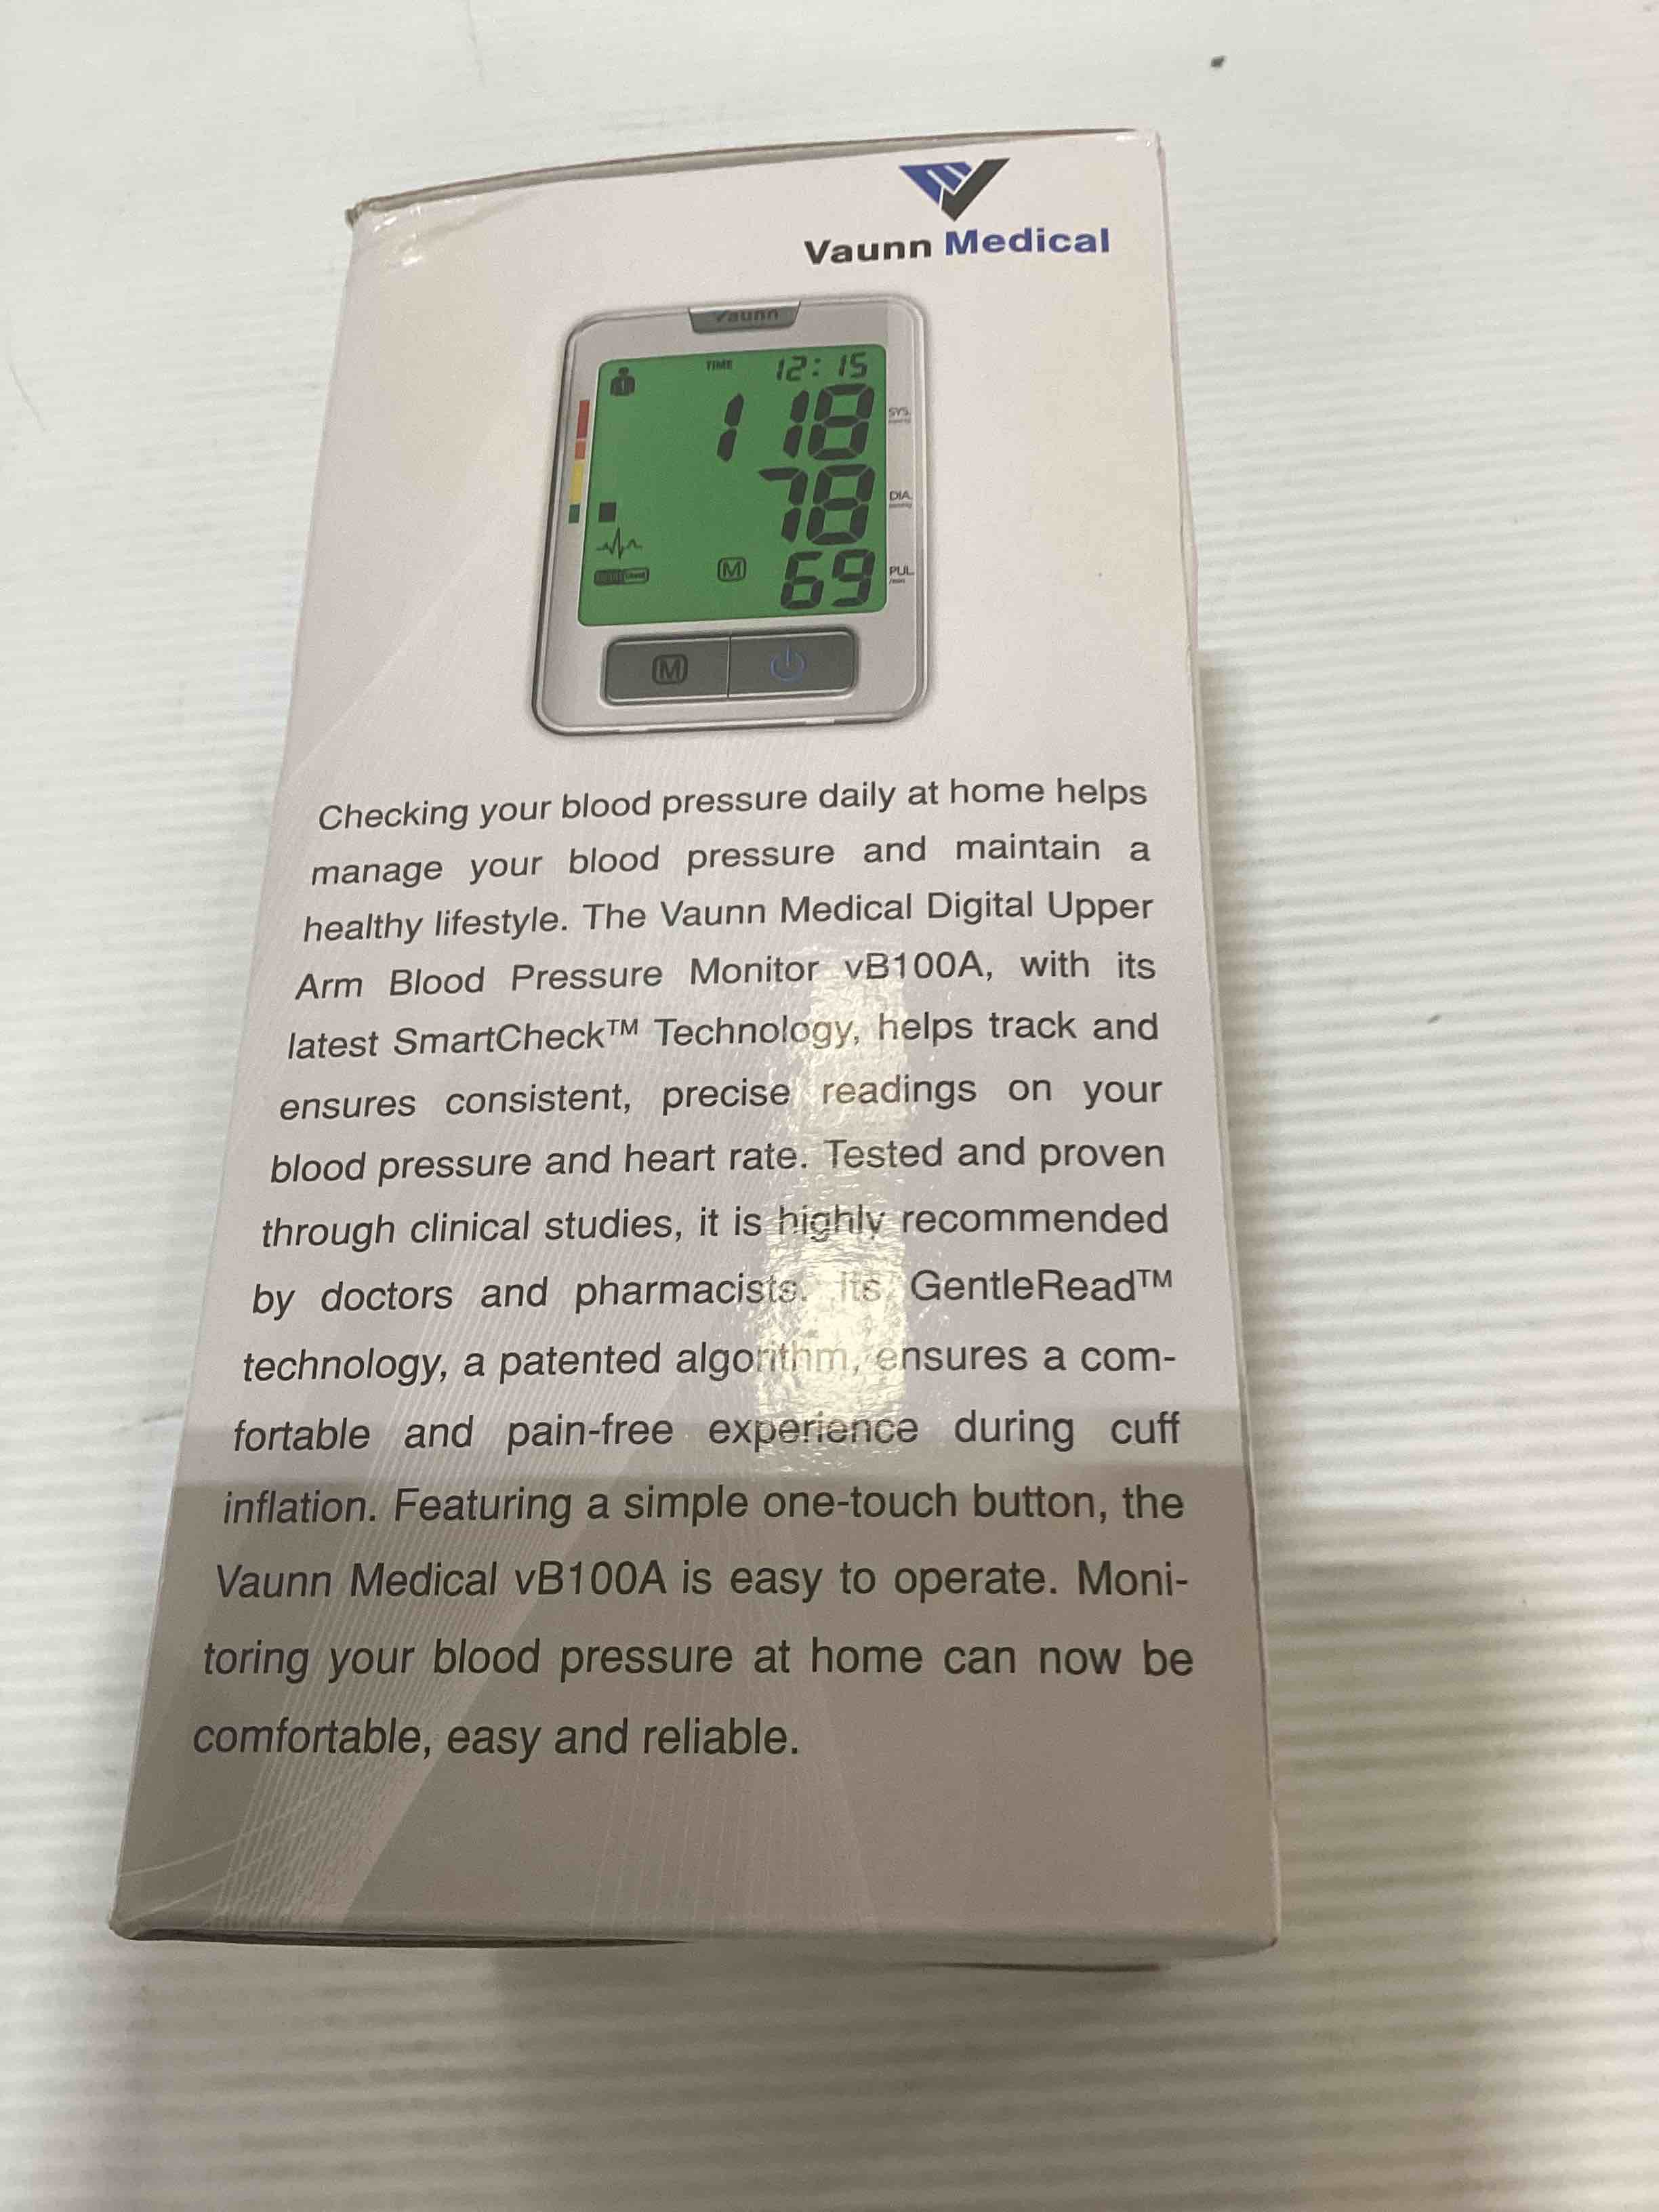 Vaunn Medical
Vaunn
TIME 12:15
118 SYS.
78 DIA.
M 69 PUL.
/min
M
Checking your blood pressure daily at home helps
manage your blood pressure and maintain a
healthy lifestyle. The Vaunn Medical Digital Upper
Arm Blood Pressure Monitor vB100A, with its
latest SmartCheck™ Technology, helps track and
ensures consistent, precise readings on your
blood pressure and heart rate. Tested and proven
through clinical studies, it is highly recommended
by doctors and pharmacists. Its GentleRead™
technology, a patented algorithm, ensures a com-
fortable and pain-free experience during cuff
inflation. Featuring a simple one-touch button, the
Vaunn Medical vB100A is easy to operate. Moni-
toring your blood pressure at home can now be
comfortable, easy and reliable.